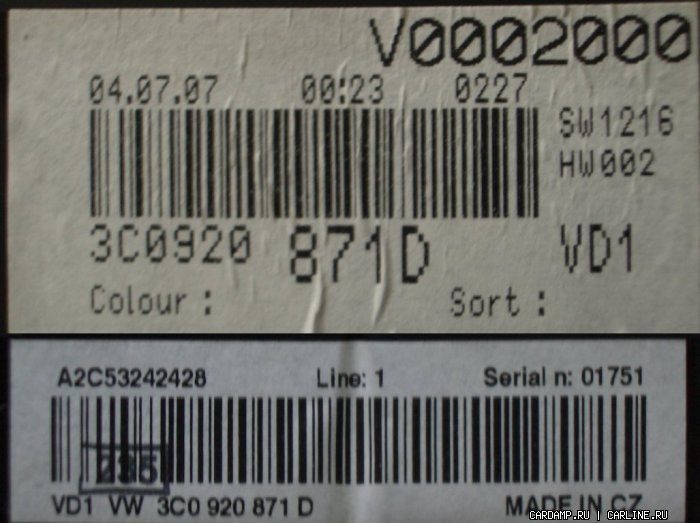 V0002000
04.07.07 00:23 0227
SW1216
HW002
3C0920 871D VD1
Colour : Sort :
A2C53242428 Line: 1 Serial n: 01751
235
VD1 VW 3C0 920 871 D MADE IN CZ
CARDAMP.RU | CARLINE.RU